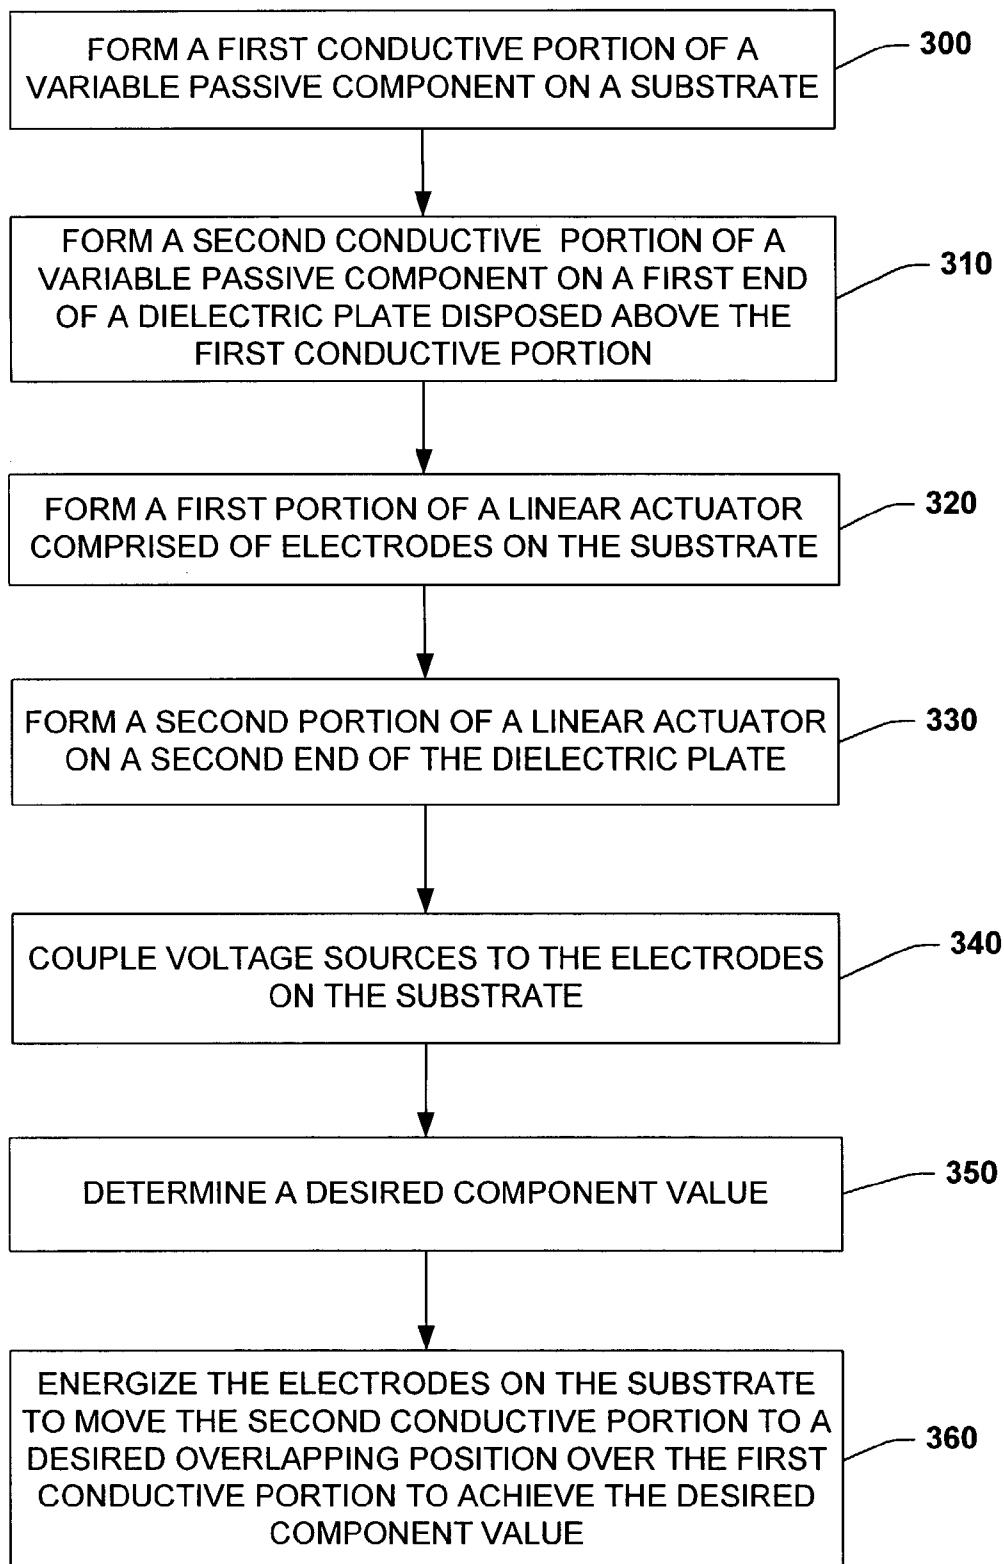 FORM A FIRST CONDUCTIVE PORTION OF A
VARIABLE PASSIVE COMPONENT ON A SUBSTRATE
300
FORM A SECOND CONDUCTIVE PORTION OF A
VARIABLE PASSIVE COMPONENT ON A FIRST END
OF A DIELECTRIC PLATE DISPOSED ABOVE THE
FIRST CONDUCTIVE PORTION
310
FORM A FIRST PORTION OF A LINEAR ACTUATOR
COMPRISED OF ELECTRODES ON THE SUBSTRATE
320
FORM A SECOND PORTION OF A LINEAR ACTUATOR
ON A SECOND END OF THE DIELECTRIC PLATE
330
COUPLE VOLTAGE SOURCES TO THE ELECTRODES
ON THE SUBSTRATE
340
DETERMINE A DESIRED COMPONENT VALUE
350
ENERGIZE THE ELECTRODES ON THE SUBSTRATE
TO MOVE THE SECOND CONDUCTIVE PORTION TO A
DESIRED OVERLAPPING POSITION OVER THE FIRST
CONDUCTIVE PORTION TO ACHIEVE THE DESIRED
COMPONENT VALUE
360